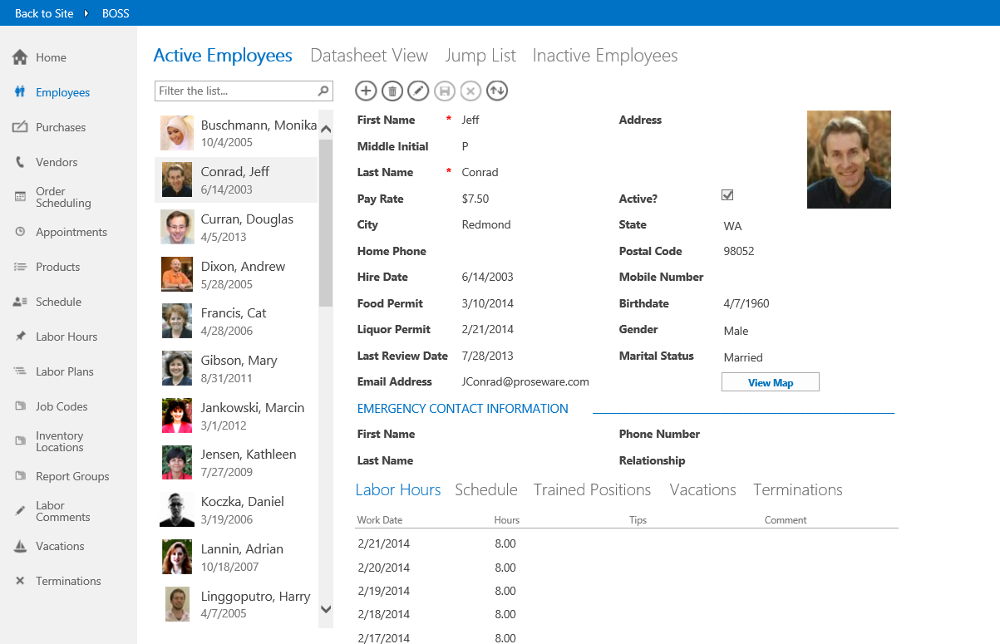 Back to Site BOSS
Home
Employees
Purchases
Vendors
Order
Scheduling
Appointments
Products
Schedule
Labor Hours
Labor Plans
Job Codes
Inventory
Locations
Report Groups
Labor
Comments
Vacations
Terminations
Active Employees Datasheet View Jump List Inactive Employees
Filter the list...
Buschmann, Monika
10/4/2005
Conrad, Jeff
6/14/2003
Curran, Douglas
4/5/2013
Dixon, Andrew
5/28/2005
Francis, Cat
4/28/2006
Gibson, Mary
8/31/2011
Jankowski, Marcin
3/1/2012
Jensen, Kathleen
7/27/2009
Koczka, Daniel
3/19/2006
Lannin, Adrian
10/18/2007
Linggoputro, Harry
4/7/2005
First Name * Jeff Address
Middle Initial P
Last Name * Conrad
Pay Rate $7.50 Active?
City Redmond State WA
Home Phone Postal Code 98052
Hire Date 6/14/2003 Mobile Number
Food Permit 3/10/2014 Birthdate 4/7/1960
Liquor Permit 2/21/2014 Gender Male
Last Review Date 7/28/2013 Marital Status Married
Email Address JConrad@proseware.com View Map
EMERGENCY CONTACT INFORMATION
First Name Phone Number
Last Name Relationship
Labor Hours Schedule Trained Positions Vacations Terminations
Work Date Hours Tips Comment
2/21/2014 8.00
2/20/2014 8.00
2/19/2014 8.00
2/18/2014 8.00
2/17/2014 8.00